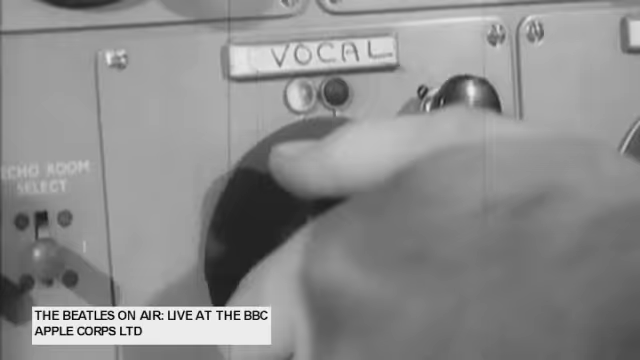 VOCAL
ECHO ROOM
SELECT
THE BEATLES ON AIR: LIVE AT THE BBC
APPLE CORPS LTD